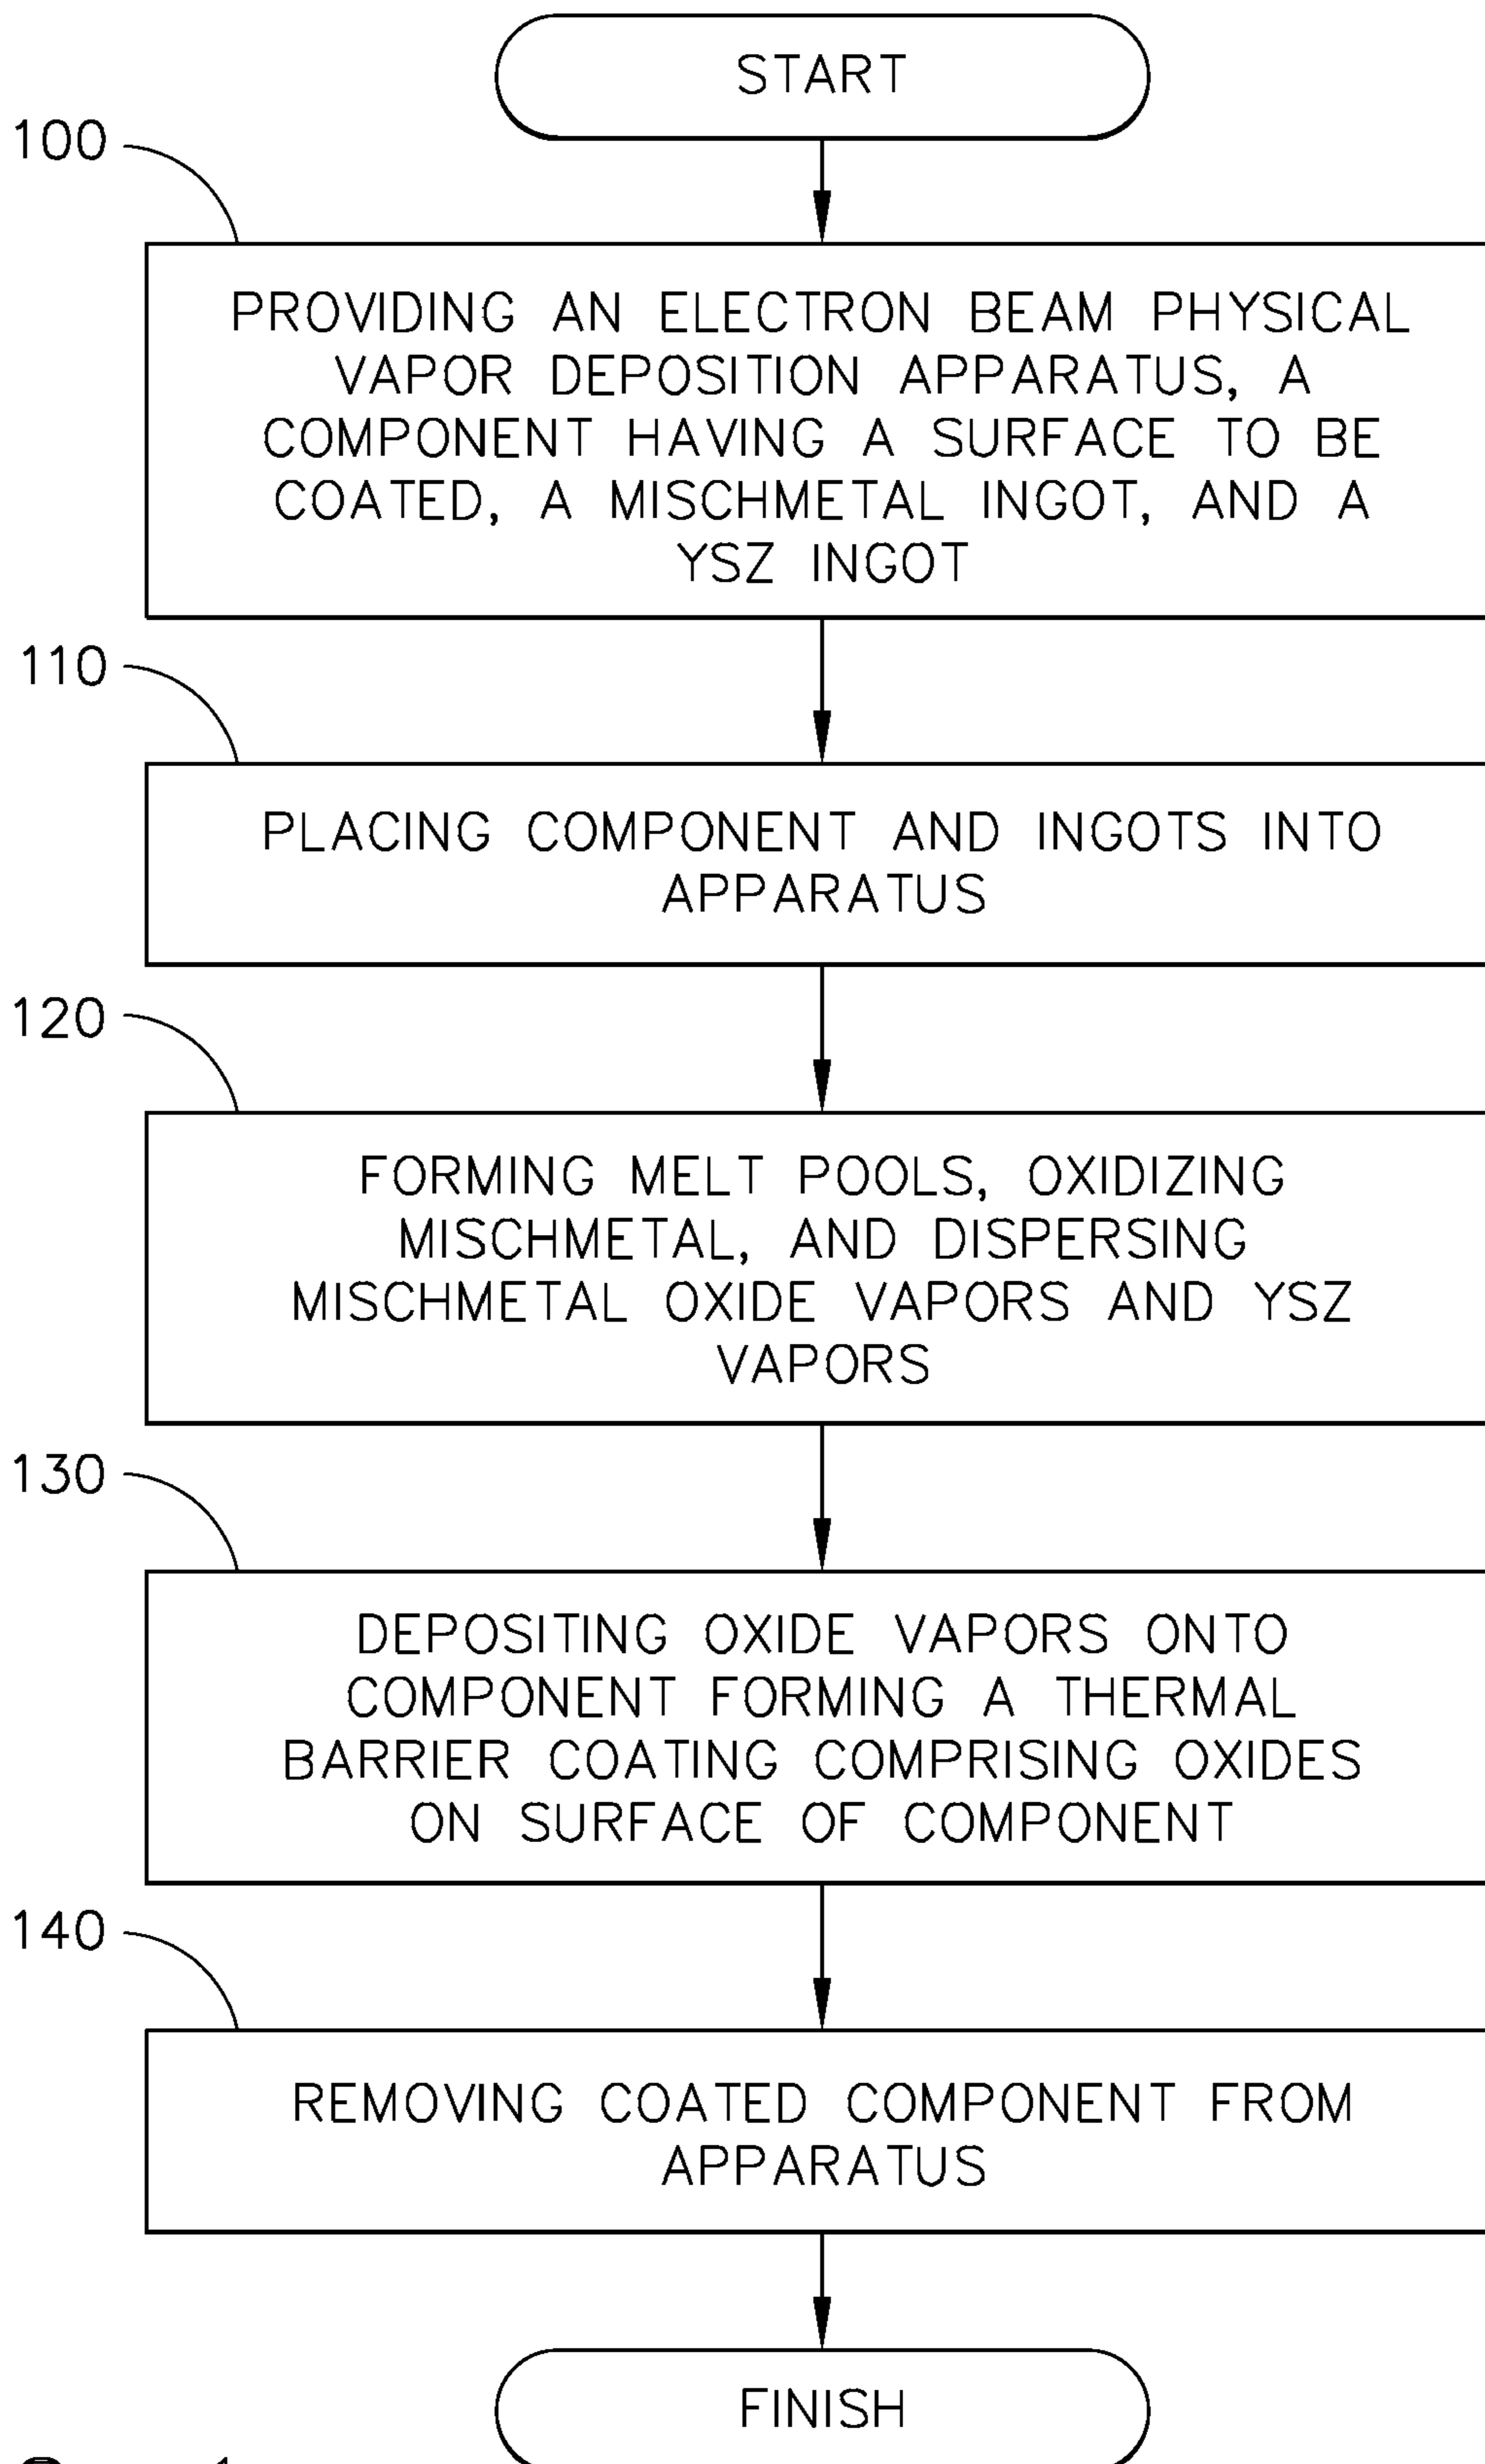 START
100
PROVIDING AN ELECTRON BEAM PHYSICAL
VAPOR DEPOSITION APPARATUS, A
COMPONENT HAVING A SURFACE TO BE
COATED, A MISCHMETAL INGOT, AND A
YSZ INGOT
110
PLACING COMPONENT AND INGOTS INTO
APPARATUS
120
FORMING MELT POOLS, OXIDIZING
MISCHMETAL, AND DISPERSING
MISCHMETAL OXIDE VAPORS AND YSZ
VAPORS
130
DEPOSITING OXIDE VAPORS ONTO
COMPONENT FORMING A THERMAL
BARRIER COATING COMPRISING OXIDES
ON SURFACE OF COMPONENT
140
REMOVING COATED COMPONENT FROM
APPARATUS
FINISH